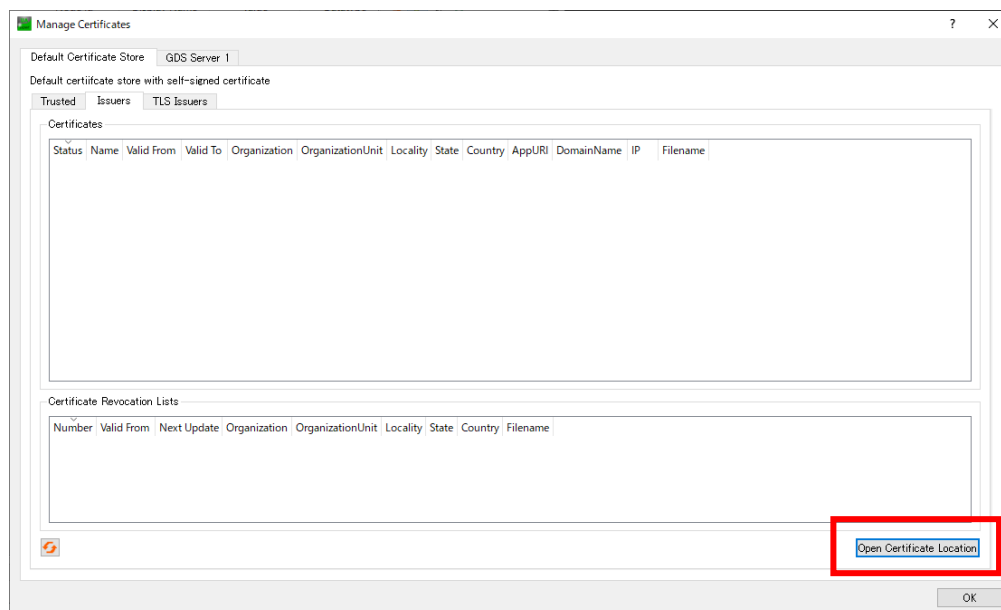 Manage Certificates ? ×
Default Certificate Store GDS Server 1
Default certiifcate store with self-signed certificate
Trusted Issuers TLS Issuers
Certificates
Status Name Valid From Valid To Organization OrganizationUnit Locality State Country AppURI DomainName IP Filename
Certificate Revocation Lists
Number Valid From Next Update Organization OrganizationUnit Locality State Country Filename
Open Certificate Location
OK